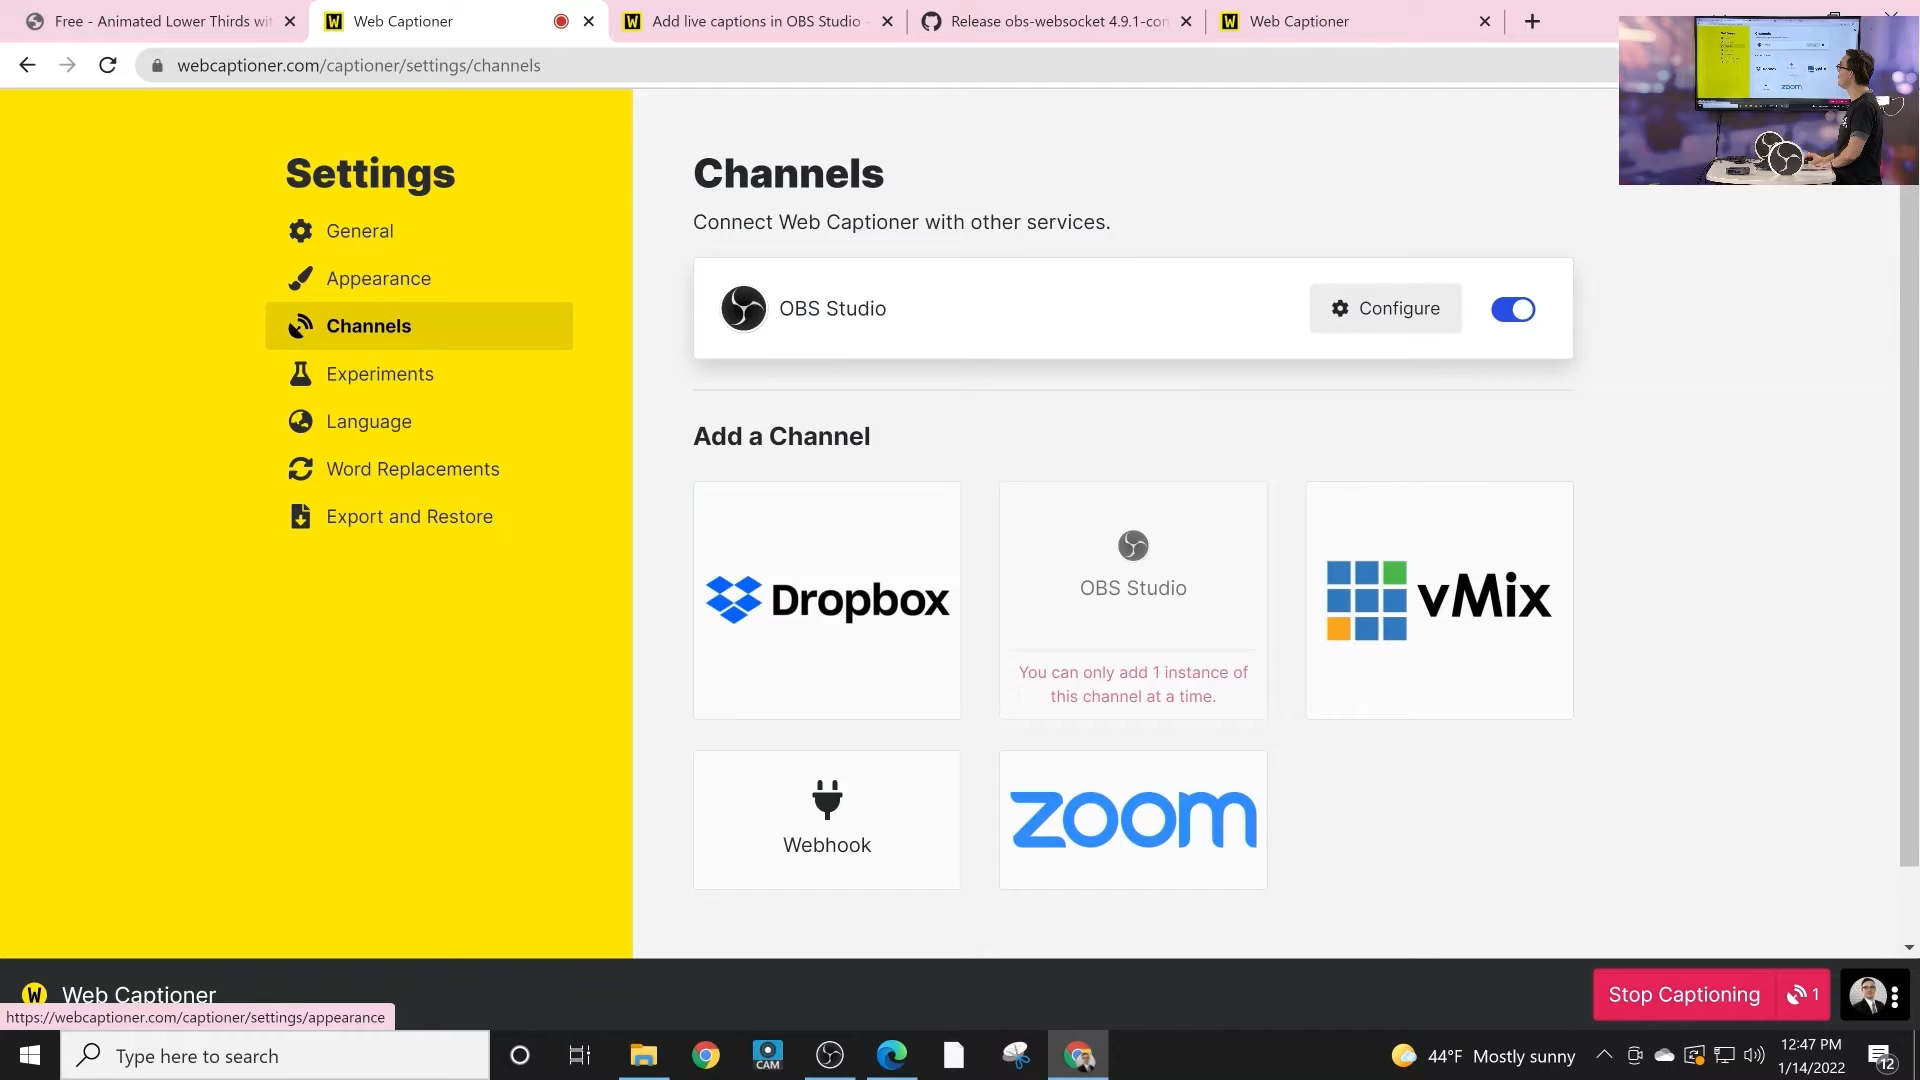 Free - Animated Lower Thirds wit
Web Captioner
Add live captions in OBS Studio -
Release obs-websocket 4.9.1-com
Web Captioner
webcaptioner.com/captioner/settings/channels
Settings
General
Appearance
Channels
Experiments
Language
Word Replacements
Export and Restore
Channels
Connect Web Captioner with other services.
OBS Studio
Configure
Add a Channel
Dropbox
OBS Studio
You can only add 1 instance of
this channel at a time.
vMix
Webhook
zoom
W Web Captioner
Stop Captioning 1
https://webcaptioner.com/captioner/settings/appearance
Type here to search
CAM
44°F Mostly sunny
12:47 PM
1/14/2022
12